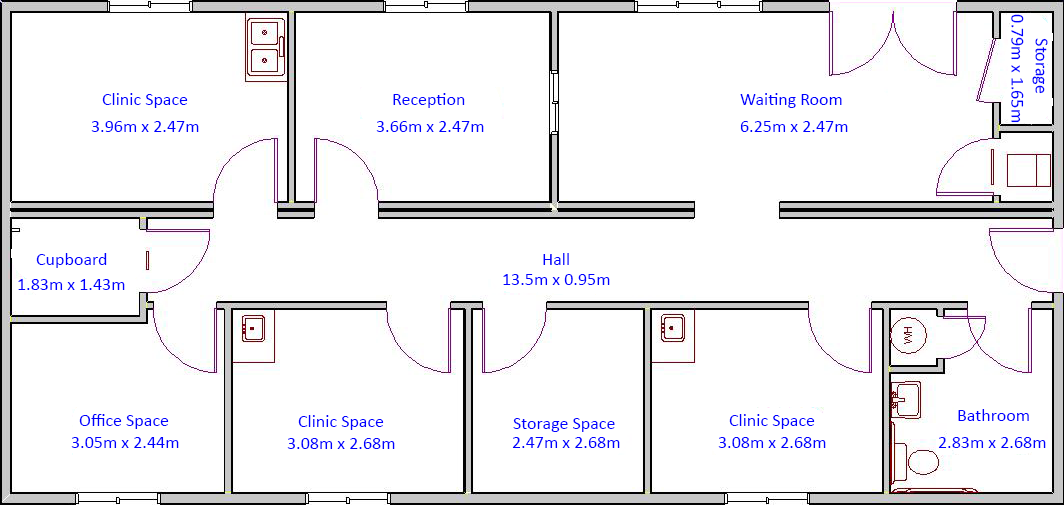 Clinic Space
3.96m x 2.47m
Reception
3.66m x 2.47m
Waiting Room
6.25m x 2.47m
Storage
0.79m x 1.65m
Cupboard
1.83m x 1.43m
Hall
13.5m x 0.95m
Office Space
3.05m x 2.44m
Clinic Space
3.08m x 2.68m
Storage Space
2.47m x 2.68m
Clinic Space
3.08m x 2.68m
WH
Bathroom
2.83m x 2.68m